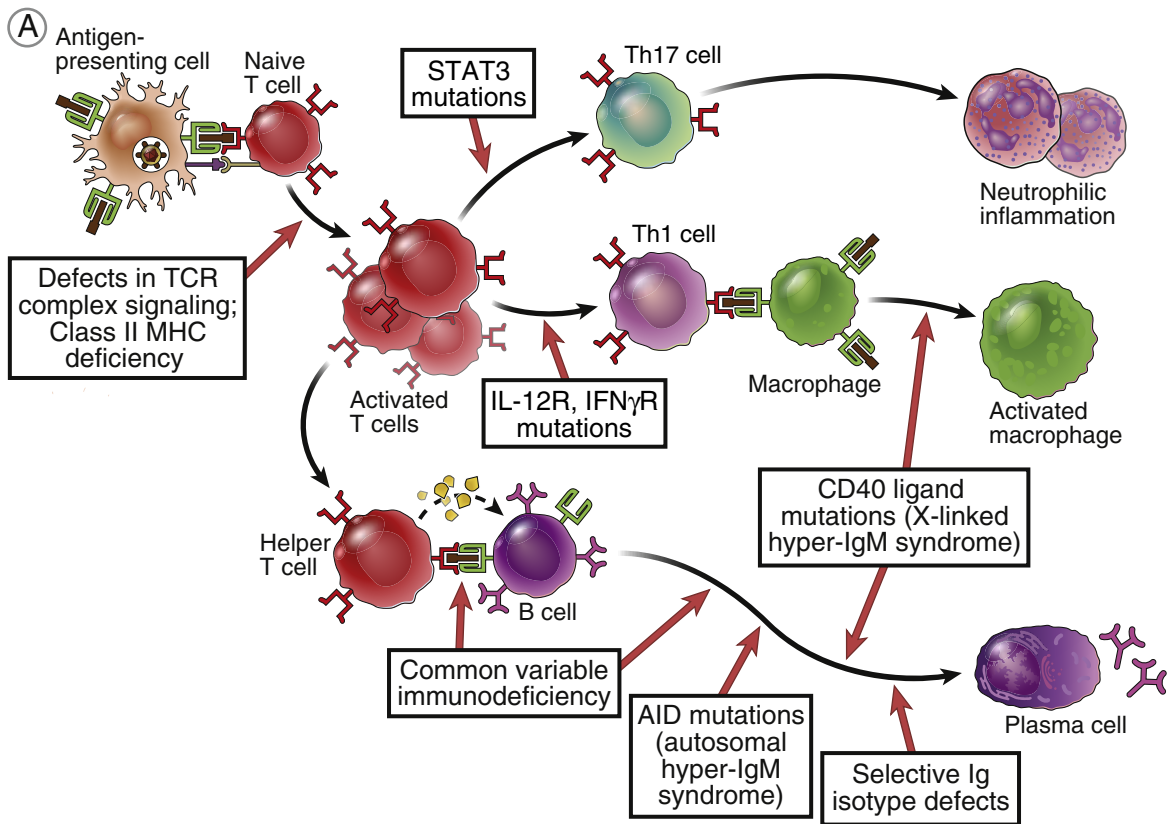 A
Antigen-
presenting cell
Naive
T cell
STAT3
mutations
Th17 cell
Neutrophilic
inflammation
Defects in TCR
complex signaling;
Class II MHC
deficiency
Activated
T cells
Th1 cell
IL-12R, IFNγR
mutations
Macrophage
Activated
macrophage
CD40 ligand
mutations (X-linked
hyper-IgM syndrome)
Helper
T cell
B cell
Common variable
immunodeficiency
AID mutations
(autosomal
hyper-IgM
syndrome)
Selective Ig
isotype defects
Plasma cell